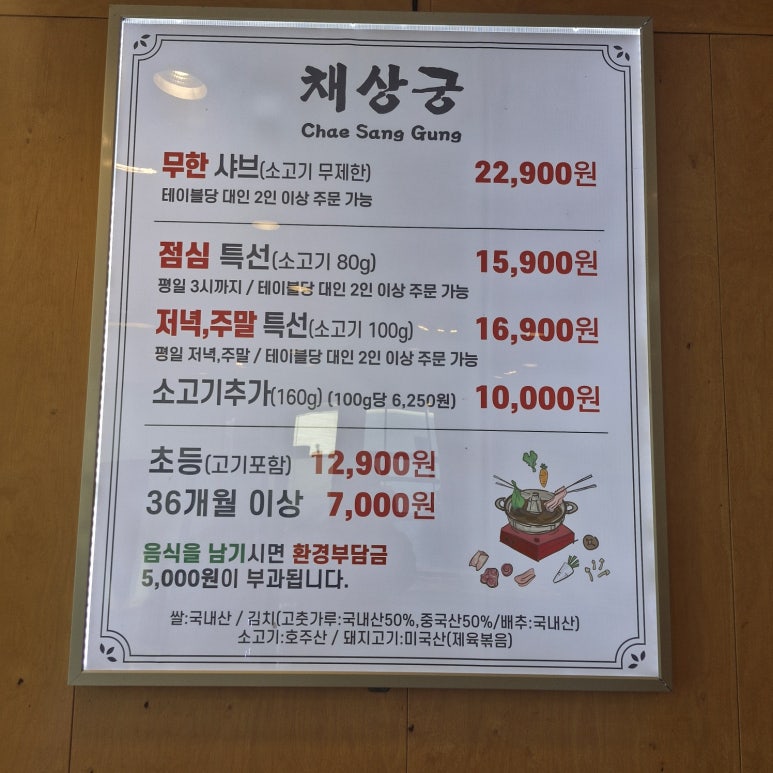 채상궁
Chae Sang Gung
무한 샤브(소고기 무제한) 22,900원
테이블당 대인 2인 이상 주문 가능
점심 특선(소고기 80g) 15,900원
평일 3시까지 / 테이블당 대인 2인 이상 주문 가능
저녁,주말 특선(소고기 100g) 16,900원
평일 저녁,주말 / 테이블당 대인 2인 이상 주문 가능
소고기추가(160g) (100g당 6,250원) 10,000원
초등(고기포함) 12,900원
36개월 이상 7,000원
음식을 남기시면 환경부담금
5,000원이 부과됩니다.
쌀:국내산 / 김치(고춧가루:국내산50%,중국산50%/배추:국내산)
소고기:호주산 / 돼지고기:미국산(제육볶음)